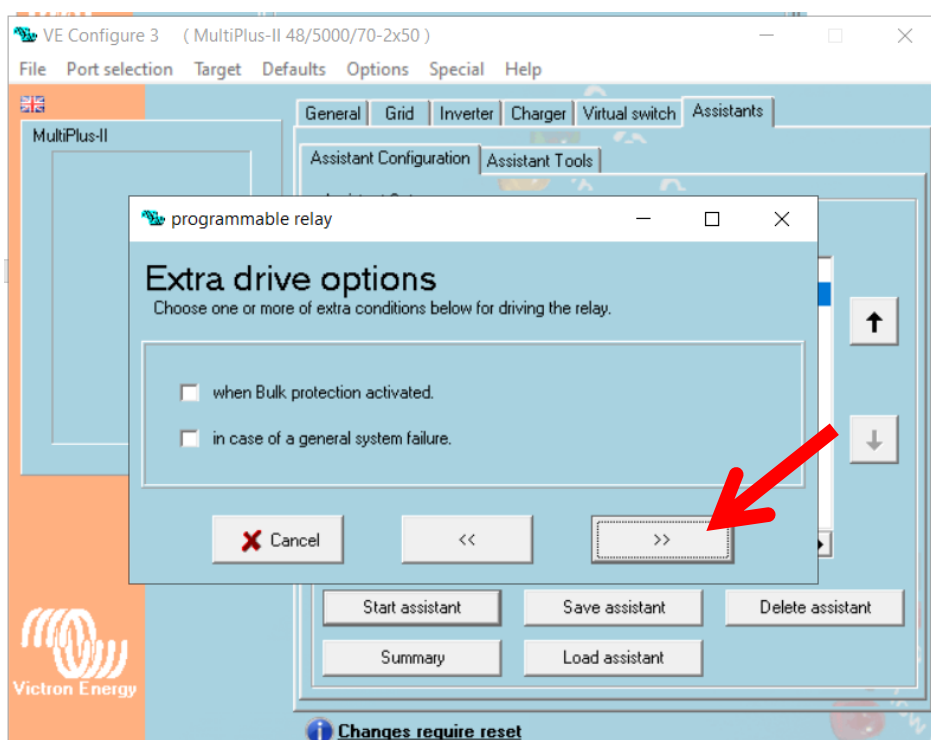 VE Configure 3 ( MultiPlus-II 48/5000/70-2x50 )
File Port selection Target Defaults Options Special Help
General Grid Inverter Charger Virtual switch Assistants
MultiPlus-II
Assistant Configuration Assistant Tools
programmable relay
Extra drive options
Choose one or more of extra conditions below for driving the relay.
when Bulk protection activated.
in case of a general system failure.
Cancel << >>
Start assistant Save assistant Delete assistant
Summary Load assistant
Victron Energy
Changes require reset